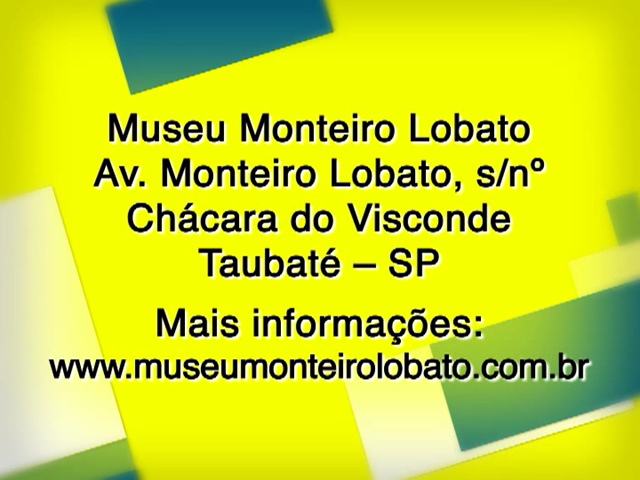 Museu Monteiro Lobato
Av. Monteiro Lobato, s/nº
Chácara do Visconde
Taubaté – SP
Mais informações:
www.museumonteirolobato.com.br